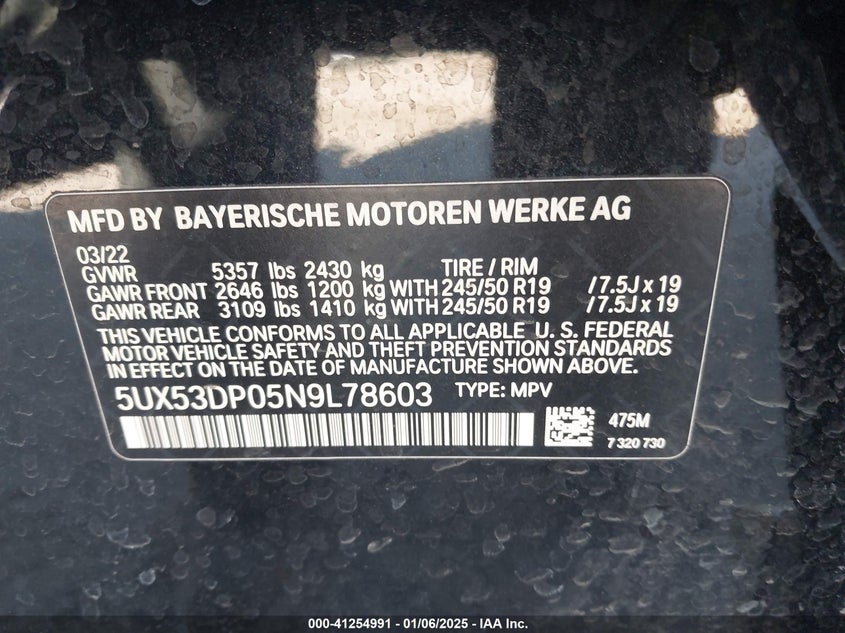 MFD BY BAYERISCHE MOTOREN WERKE AG
03/22
GVWR 5357 lbs 2430 kg TIRE / RIM
GAWR FRONT 2646 lbs 1200 kg WITH 245/50 R19 /7.5J x 19
GAWR REAR 3109 lbs 1410 kg WITH 245/50 R19 /7.5J x 19
THIS VEHICLE CONFORMS TO ALL APPLICABLE U. S. FEDERAL
MOTOR VEHICLE SAFETY AND THEFT PREVENTION STANDARDS
IN EFFECT ON THE DATE OF MANUFACTURE SHOWN ABOVE.
5UX53DP05N9L78603 TYPE: MPV
475M
7 320 730
000-41254991 - 01/06/2025 - IAA Inc.